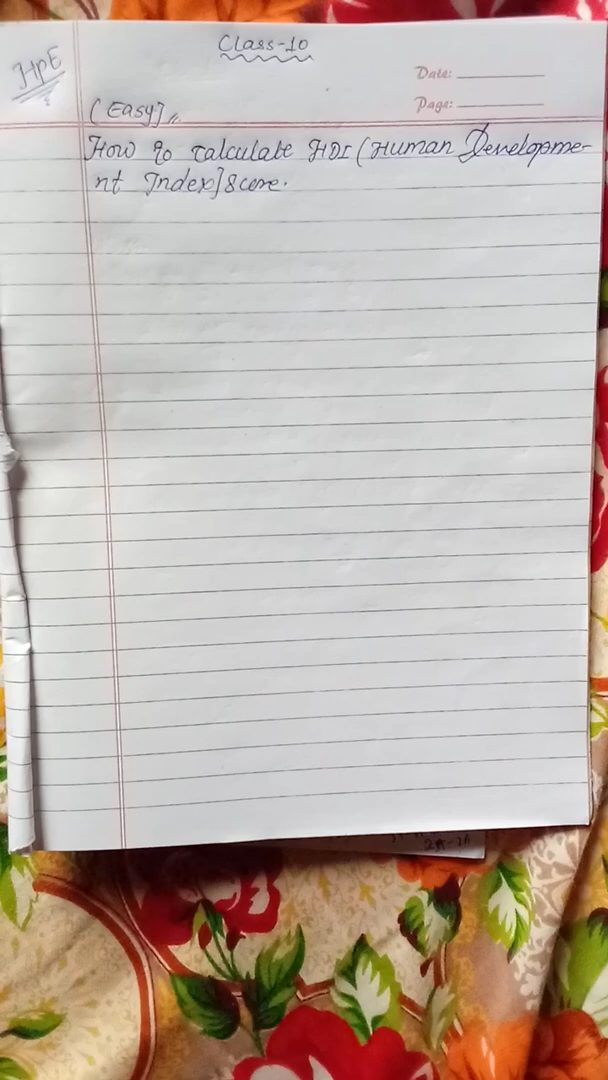 Class-10
HPE
Date:
Page:
(Easy]
How to calculate HDI (Human Developme-
nt Index] Score.